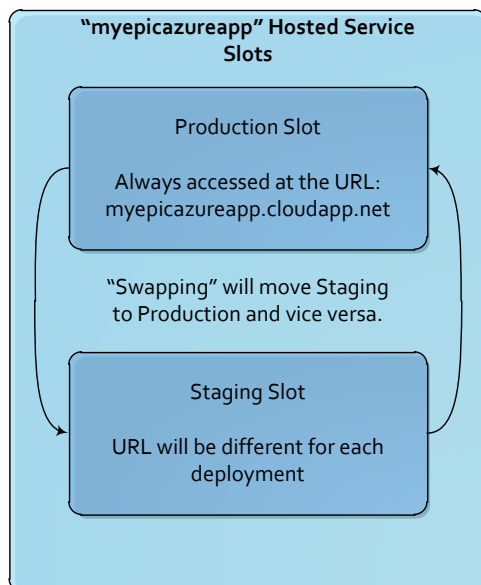 “myepicazureapp” Hosted Service
Slots
Production Slot
Always accessed at the URL:
myepicazureapp.cloudapp.net
“Swapping” will move Staging
to Production and vice versa.
Staging Slot
URL will be different for each
deployment